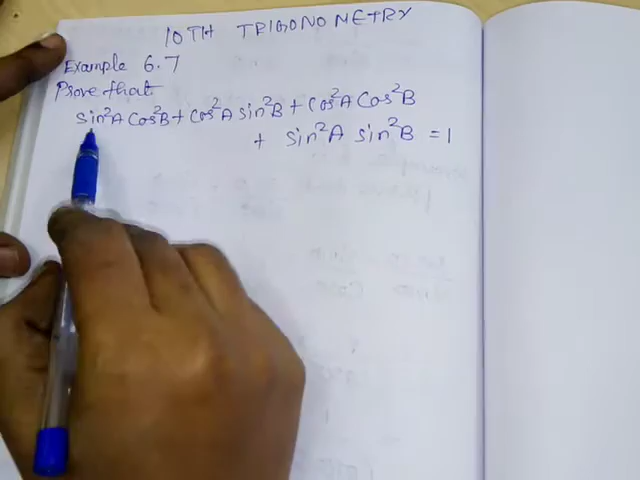 10TH TRIGONOMETRY
Example 6.7
Prove that
sin²A Cos²B + Cos²A sin²B + Cos²A Cos²B
+ sin²A sin²B = 1